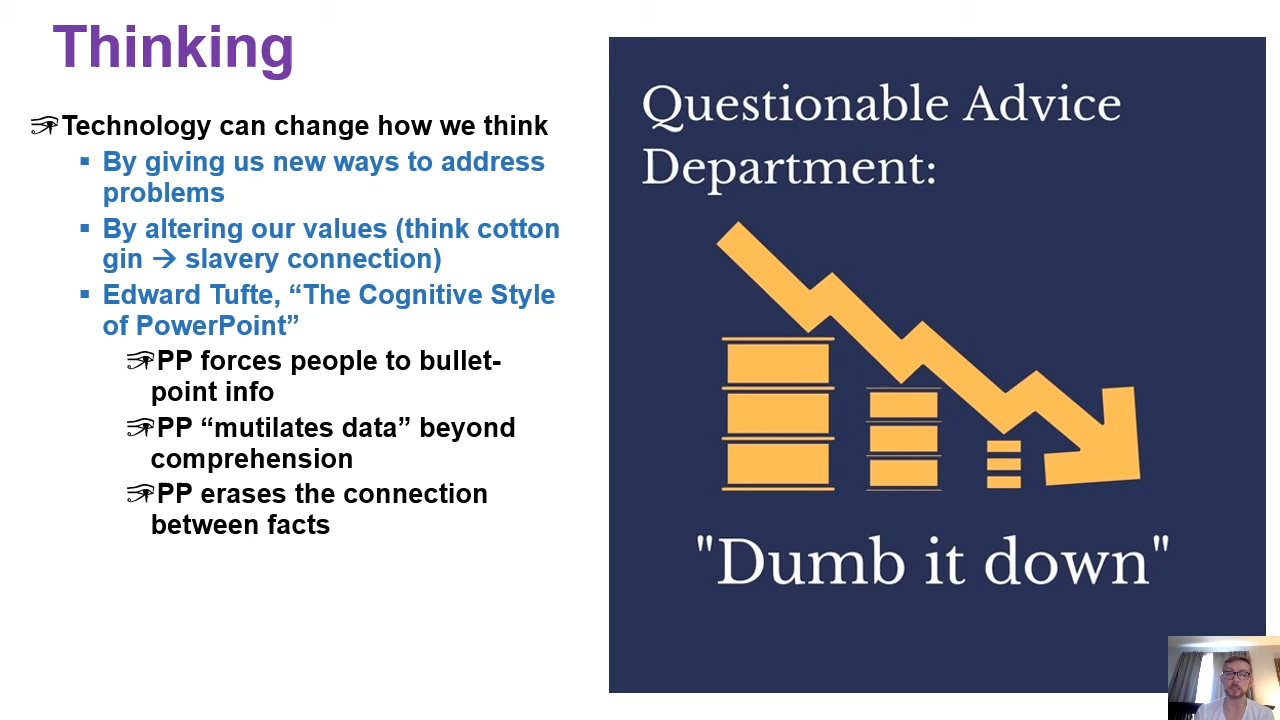 Thinking
Technology can change how we think
▪ By giving us new ways to address
problems
▪ By altering our values (think cotton
gin → slavery connection)
▪ Edward Tufte, “The Cognitive Style
of PowerPoint”
PP forces people to bullet-
point info
PP “mutilates data” beyond
comprehension
PP erases the connection
between facts
Questionable Advice
Department:
"Dumb it down"